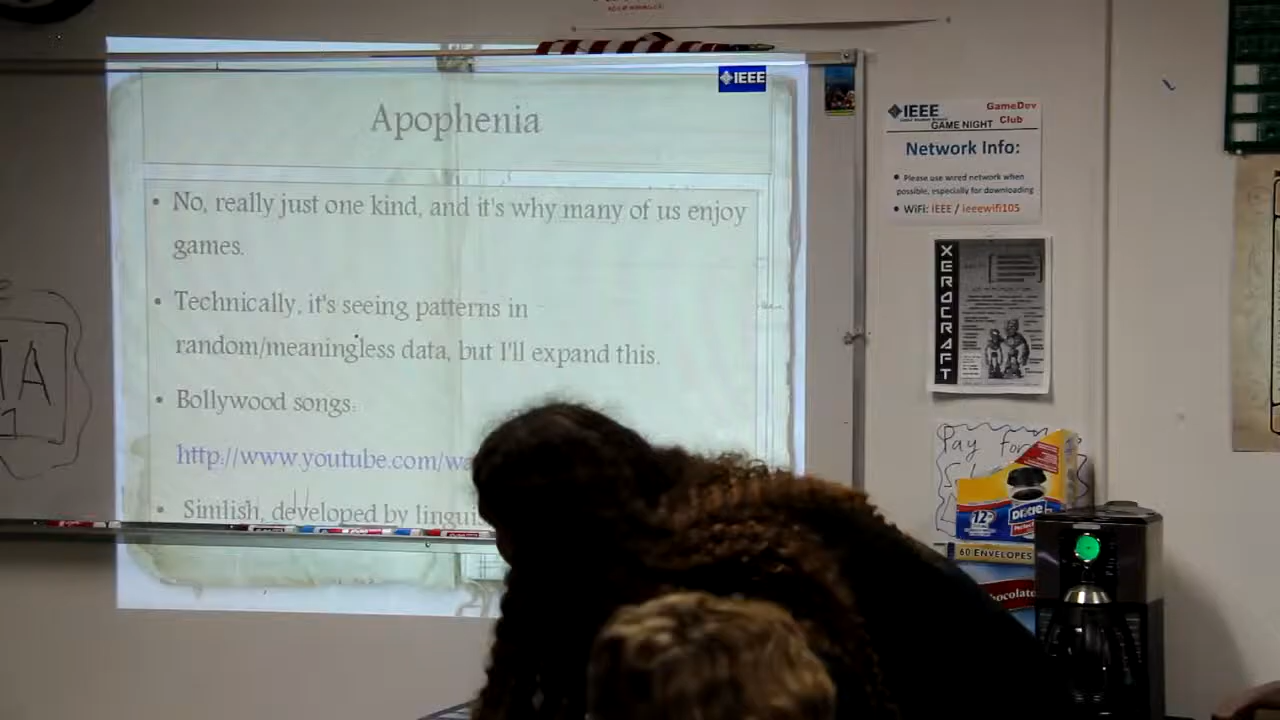 IEEE
Apophenia
• No, really just one kind, and it's why many of us enjoy
games.
• Technically, it's seeing patterns in
random/meaningless data, but I'll expand this.
• Bollywood songs:
http://www.youtube.com/wa
• Simlish, developed by lingui
IEEE
GameDev
Club
GAME NIGHT
Network Info:
• Please use wired network when
possible, especially for downloading
• WiFi: IEEE / ieeewifi105
XEROCRAFT
Pay for
12
Dixie
60 ENVELOPES
hocolate
TA